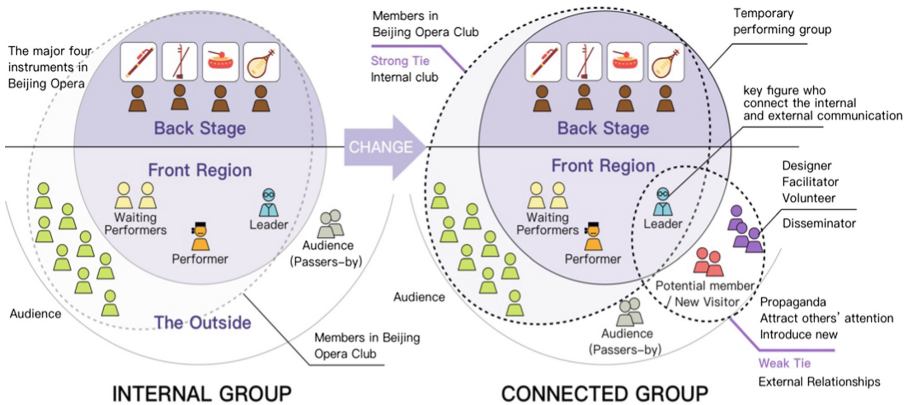 The major four
instruments in
Beijing Opera
Back Stage
Front Region
Waiting
Performers
Performer
Leader
Audience
(Passers-by)
Audience
The Outside
Members in Beijing
Opera Club
INTERNAL GROUP
CHANGE
Members in
Beijing Opera Club
Strong Tie
Internal club
Temporary
performing group
key figure who
connect the internal
and external communication
Back Stage
Front Region
Waiting
Performers
Performer
Leader
Designer
Facilitator
Volunteer
Disseminator
Potential member
/ New Visitor
Audience
Audience
(Passers-by)
Propaganda
Attract others' attention
Introduce new
Weak Tie
External Relationships
CONNECTED GROUP